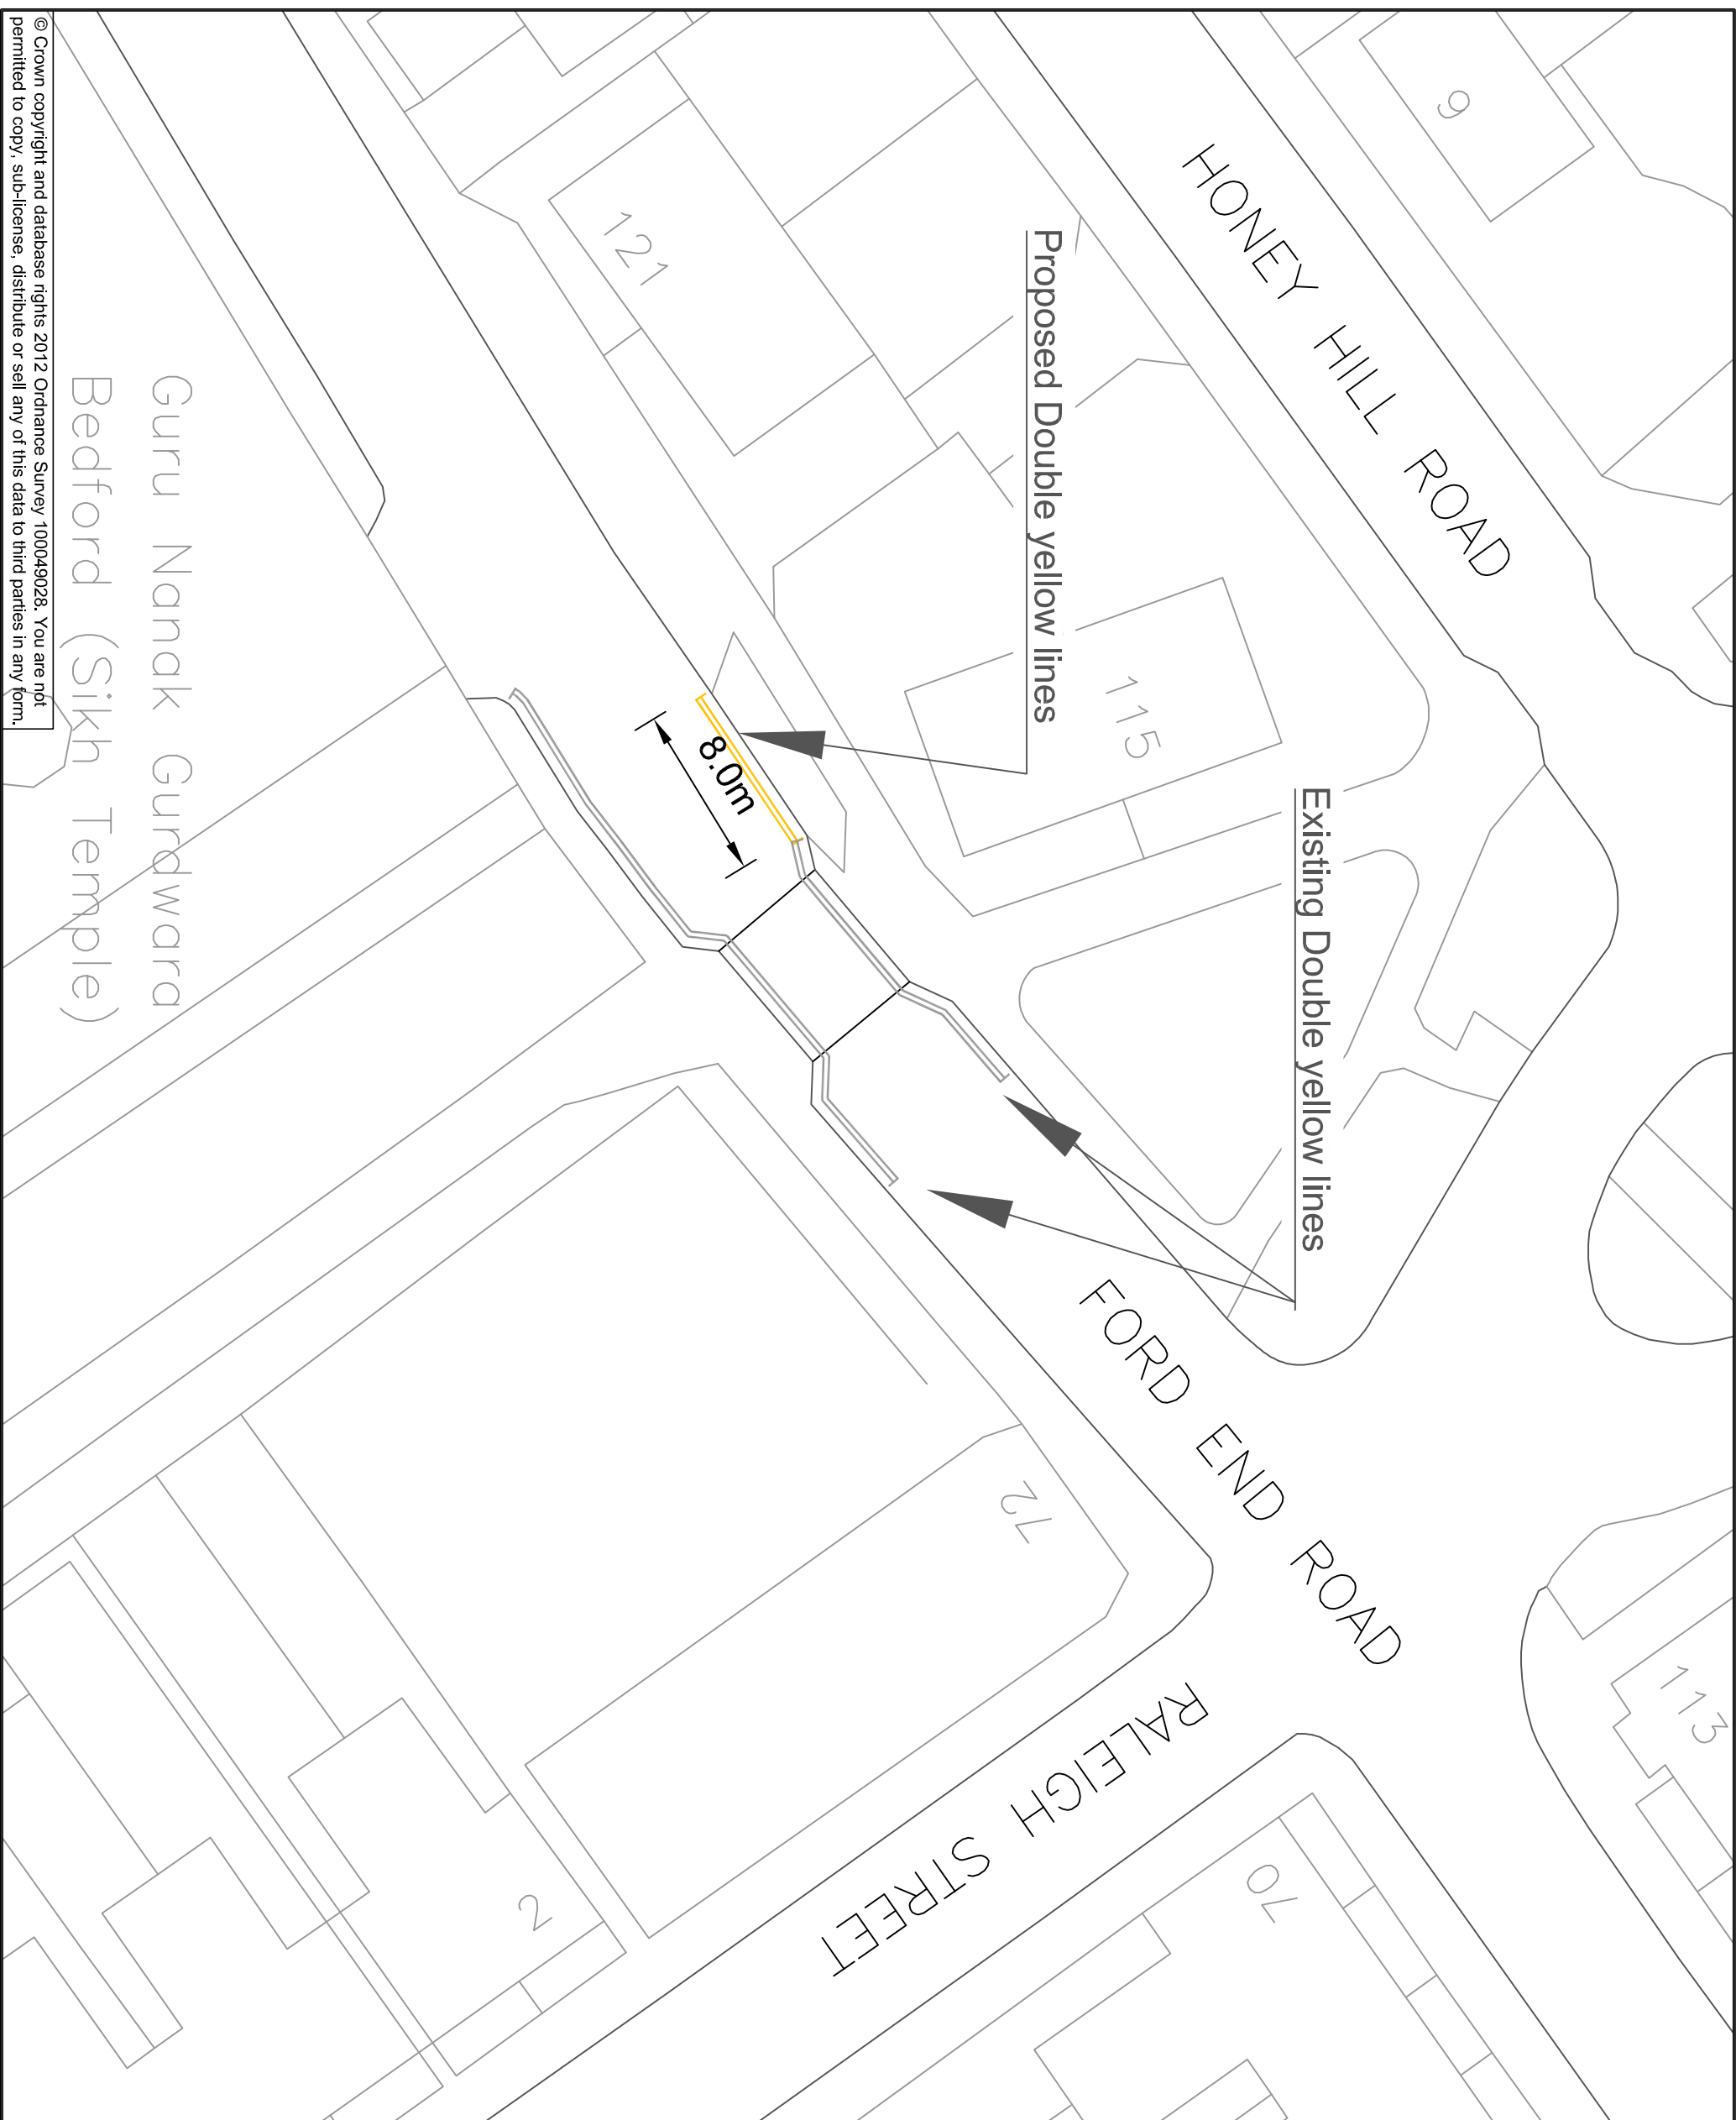 9
113
HONEY HILL ROAD
Existing Double yellow lines
FORD END ROAD
70
115
Proposed Double yellow lines
RALEIGH STREET
72
121
8.0m
2
Guru Nanak Gurdwara
Bedford (Sikh Temple)
© Crown copyright and database rights 2012 Ordnance Survey 100049028. You are not
permitted to copy, sub-license, distribute or sell any of this data to third parties in any form.